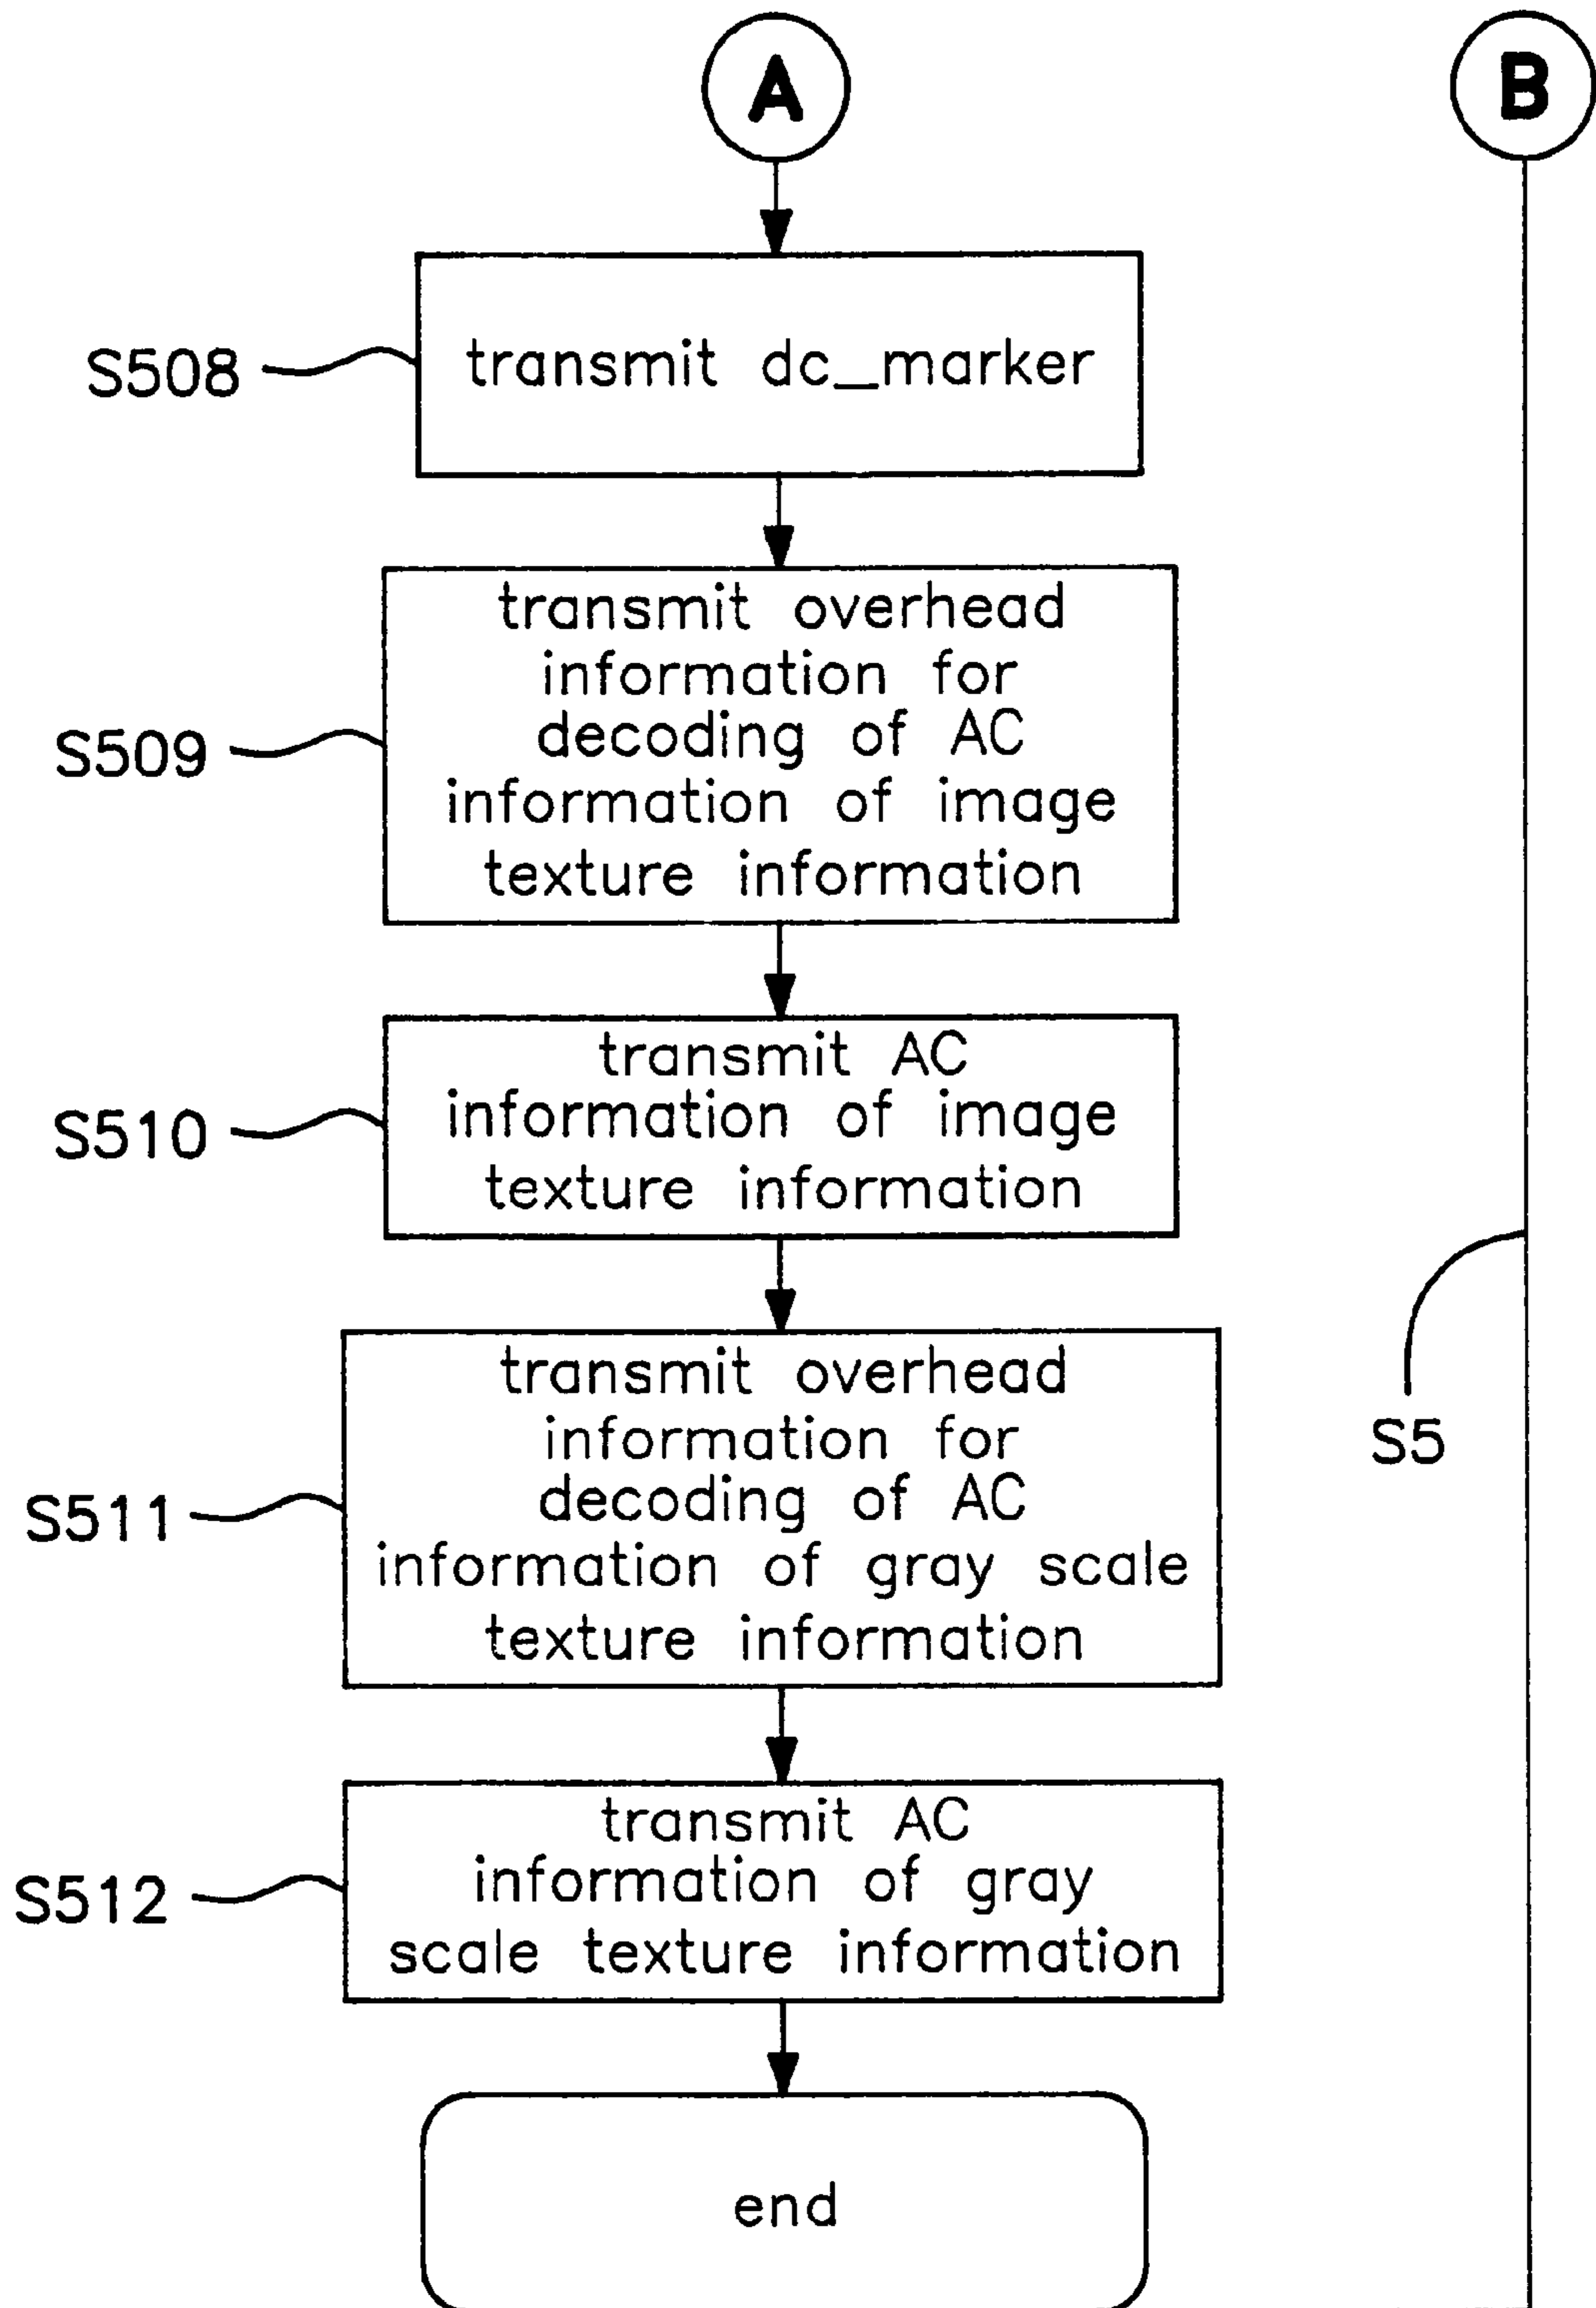 A
B
S508
transmit dc_marker
S509
transmit overhead
information for
decoding of AC
information of image
texture information
S510
transmit AC
information of image
texture information
S5
S511
transmit overhead
information for
decoding of AC
information of gray scale
texture information
S512
transmit AC
information of gray
scale texture information
end